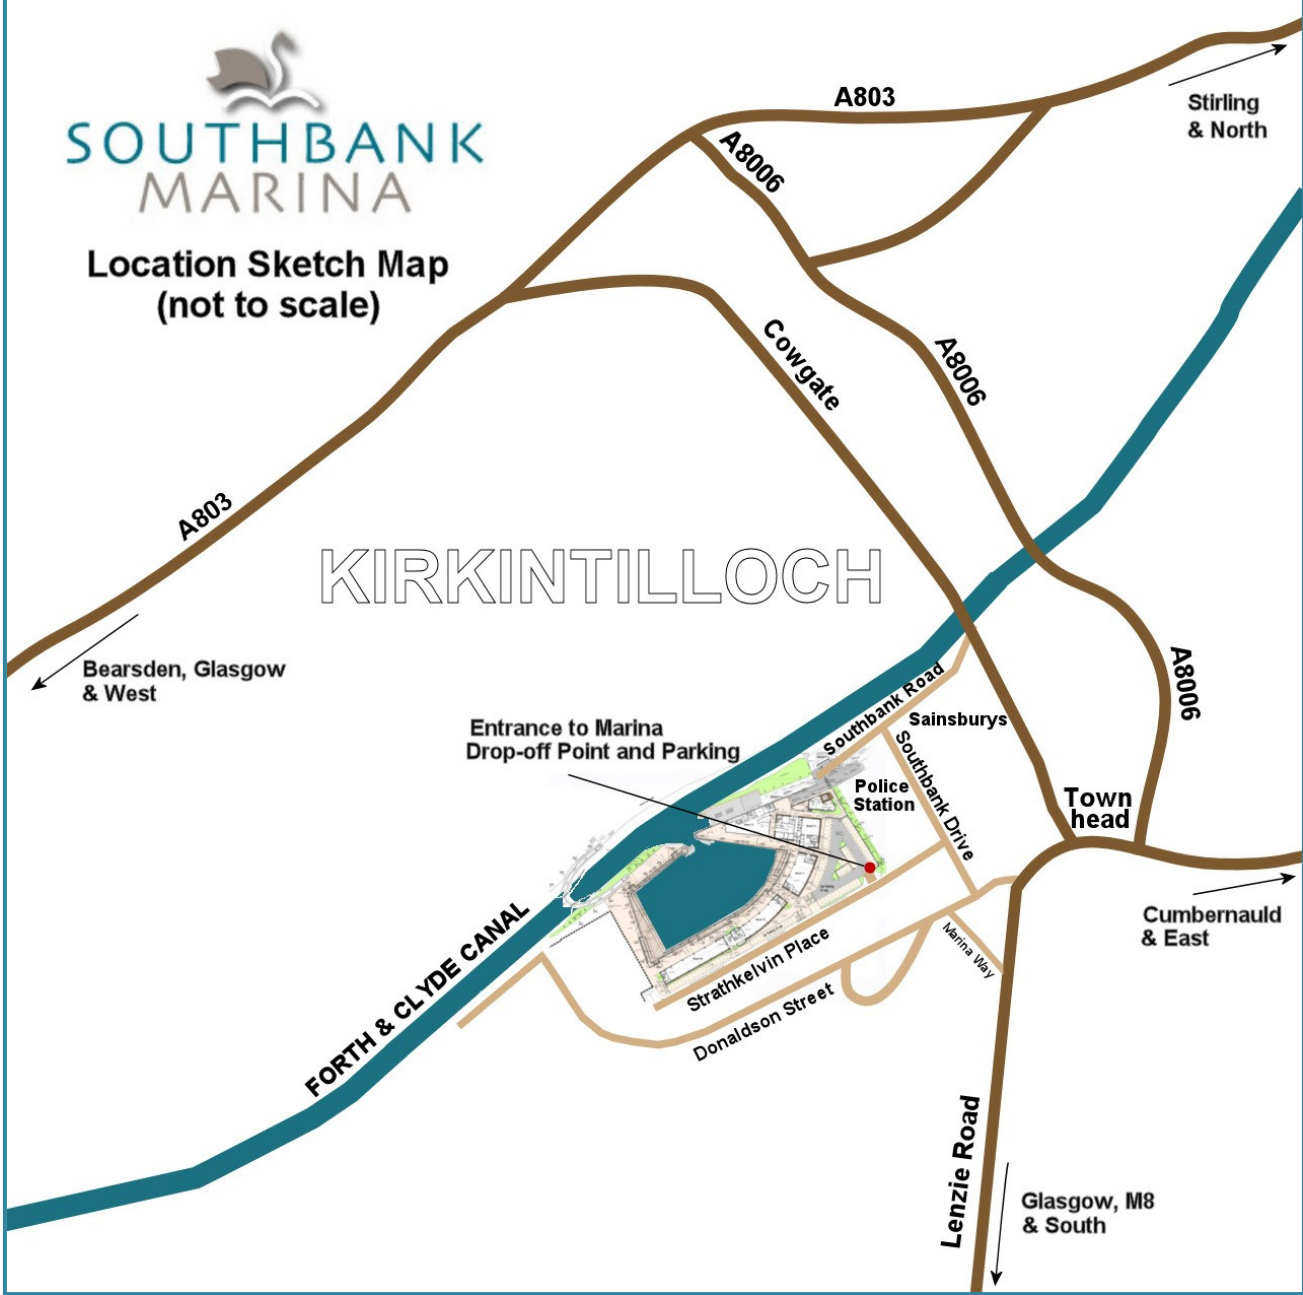 SOUTHBANK
MARINA
Location Sketch Map
(not to scale)
A803
Stirling
& North
A8006
Cowgate
A8006
A803
KIRKINTILLOCH
Bearsden, Glasgow
& West
A8006
Southbank Road
Sainsburys
Entrance to Marina
Drop-off Point and Parking
Southbank Drive
Police
Station
Town
head
Cumbernauld
& East
FORTH & CLYDE CANAL
Strathkelvin Place
Marina Way
Donaldson Street
Lenzie Road
Glasgow, M8
& South